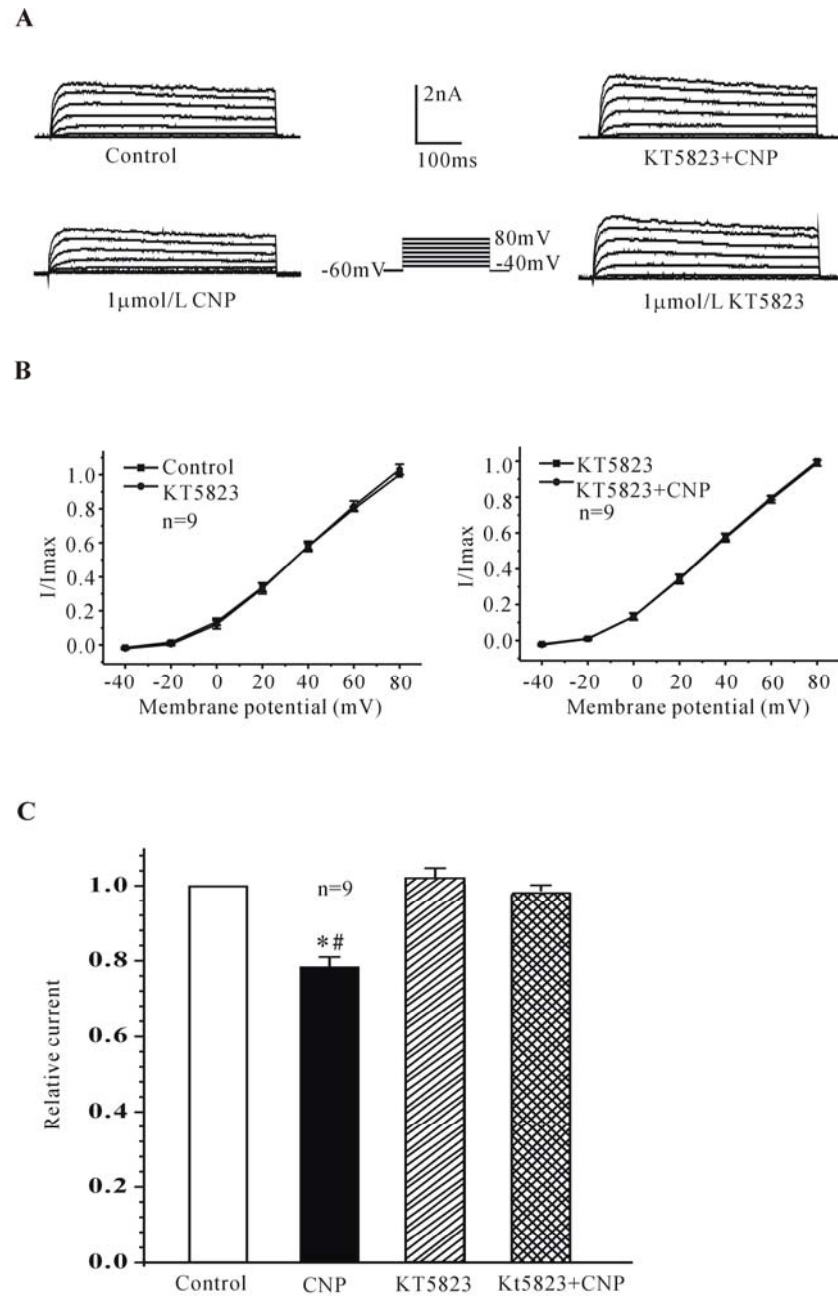 A
2nA
100ms
Control
KT5823+CNP
80mV
-60mV
-40mV
1μmol/L CNP
1μmol/L KT5823
B
Control
KT5823
n=9
I/Imax
1.0
0.8
0.6
0.4
0.2
0.0
-40 -20 0 20 40 60 80
Membrane potential (mV)
KT5823
KT5823+CNP
n=9
I/Imax
1.0
0.8
0.6
0.4
0.2
0.0
-40 -20 0 20 40 60 80
Membrane potential (mV)
C
Relative current
1.0
0.8
0.6
0.4
0.2
0.0
n=9
*#
Control CNP KT5823 Kt5823+CNP